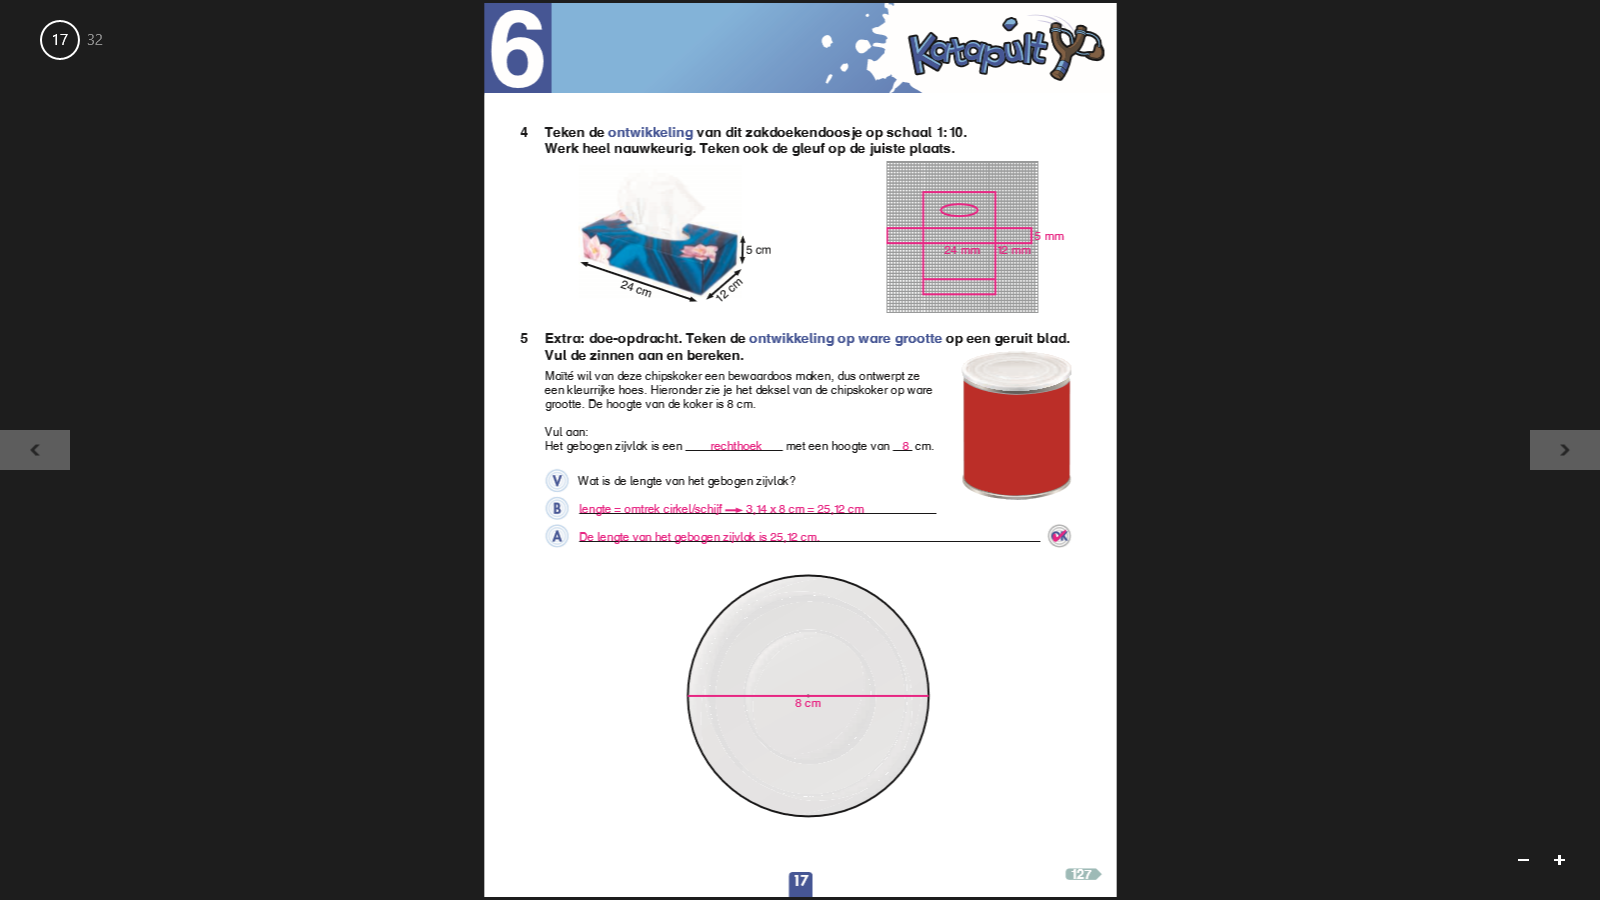 17 32
6
Katapult
4 Teken de ontwikkeling van dit zakdoekendoosje op schaal 1:10.
Werk heel nauwkeurig. Teken ook de gleuf op de juiste plaats.
5 cm
24 cm
12 cm
5 mm
24 mm
12 mm
5 Extra: doe-opdracht. Teken de ontwikkeling op ware grootte op een geruit blad.
Vul de zinnen aan en bereken.
Maïté wil van deze chipskoker een bewaardoos maken, dus ontwerpt ze
een kleurrijke hoes. Hieronder zie je het deksel van de chipskoker op ware
grootte. De hoogte van de koker is 8 cm.
Vul aan:
Het gebogen zijvlak is een rechthoek met een hoogte van 8 cm.
V Wat is de lengte van het gebogen zijvlak?
B lengte = omtrek cirkel/schijf → 3,14 x 8 cm = 25,12 cm
A De lengte van het gebogen zijvlak is 25,12 cm.
OK
8 cm
17
127